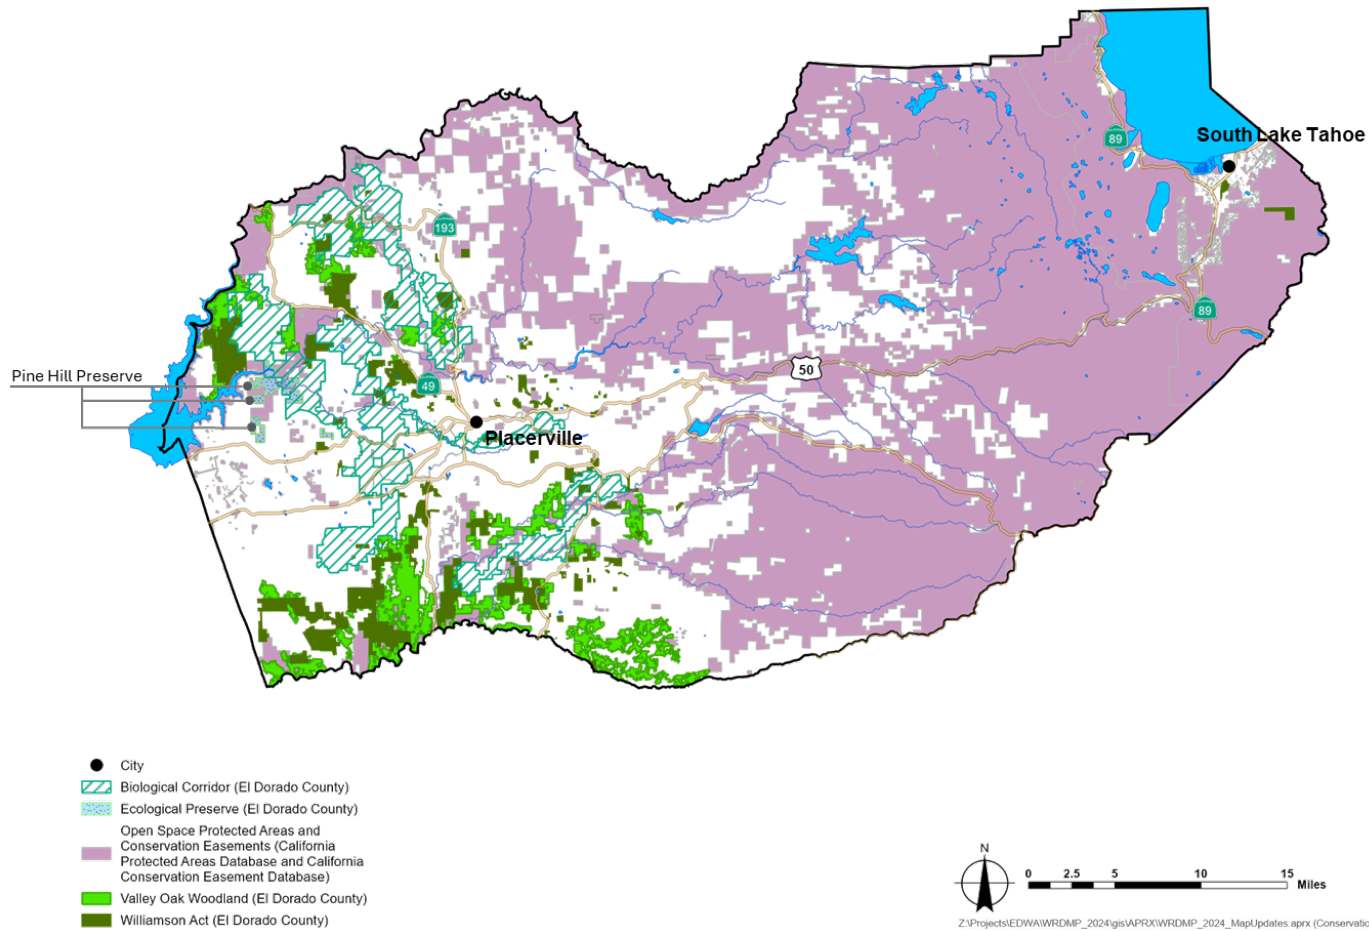 South Lake Tahoe
89
193
89
50
Pine Hill Preserve
49
Placerville
City
Biological Corridor (El Dorado County)
Ecological Preserve (El Dorado County)
Open Space Protected Areas and
Conservation Easements (California
Protected Areas Database and California
Conservation Easement Database)
Valley Oak Woodland (El Dorado County)
Williamson Act (El Dorado County)
N
0 2.5 5 10 15
Miles
Z:\Projects\EDWA\WRDMP_2024\gis\APRX\WRDMP_2024_MapUpdates.aprx (Conservatic